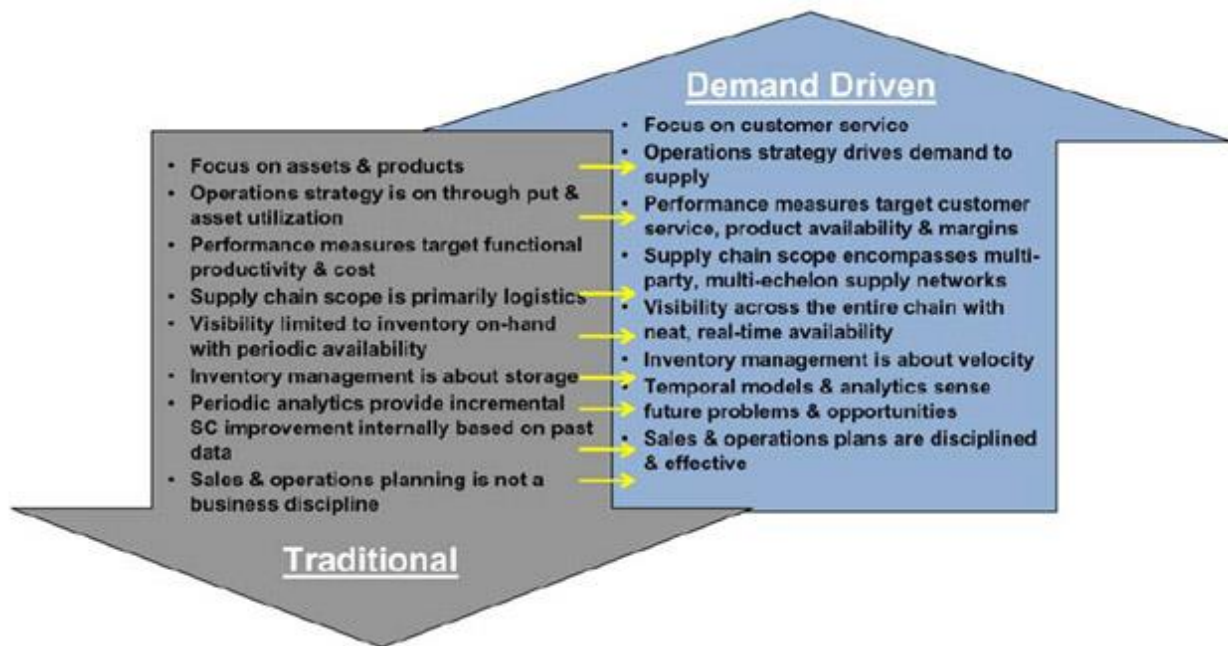 Demand Driven
• Focus on customer service
• Operations strategy drives demand to
supply
• Performance measures target customer
service, product availability & margins
• Supply chain scope encompasses multi-
party, multi-echelon supply networks
• Visibility across the entire chain with
neat, real-time availability
• Inventory management is about velocity
• Temporal models & analytics sense
future problems & opportunities
• Sales & operations plans are disciplined
& effective
• Focus on assets & products
• Operations strategy is on through put &
asset utilization
• Performance measures target functional
productivity & cost
• Supply chain scope is primarily logistics
• Visibility limited to inventory on-hand
with periodic availability
• Inventory management is about storage
• Periodic analytics provide incremental
SC improvement internally based on past
data
• Sales & operations planning is not a
business discipline
Traditional